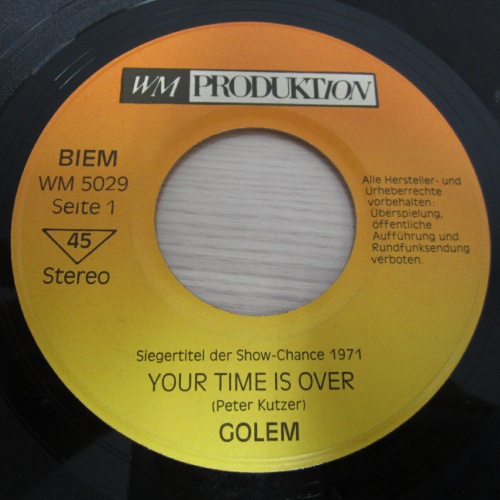 WM PRODUKTION
BIEM
WM 5029
Seite 1
45
Stereo
Alle Hersteller- und
Urheberrechte
vorbehalten:
Überspielung,
öffentliche
Aufführung und
Rundfunksendung
verboten.
Siegertitel der Show-Chance 1971
YOUR TIME IS OVER
(Peter Kutzer)
GOLEM